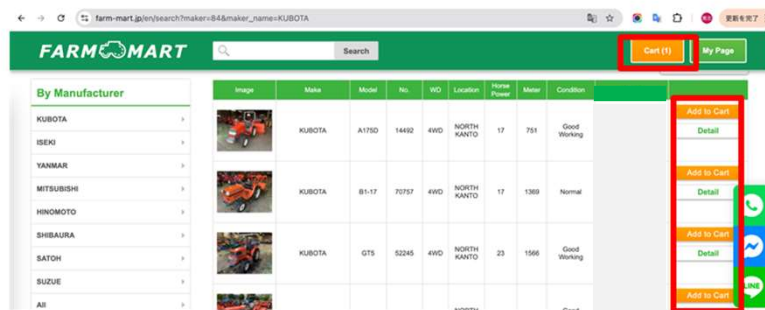 farm-mart.jp/en/search?maker=84&maker_name=KUBOTA
更新を完了
FARM MART
Search
Cart (1)
My Page
By Manufacturer
KUBOTA
ISEKI
YANMAR
MITSUBISHI
HINOMOTO
SHIBAURA
SATOH
SUZUE
All
Image Make Model No. WD Location Horse Power Meter Condition
KUBOTA A175D 14492 4WD NORTH KANTO 17 751 Good Working
Add to Cart
Detail
KUBOTA B1-17 70757 4WD NORTH KANTO 17 1369 Normal
Add to Cart
Detail
KUBOTA GT5 52245 4WD NORTH KANTO 23 1566 Good Working
Add to Cart
Detail
NORTH Good
Add to Cart
LINE